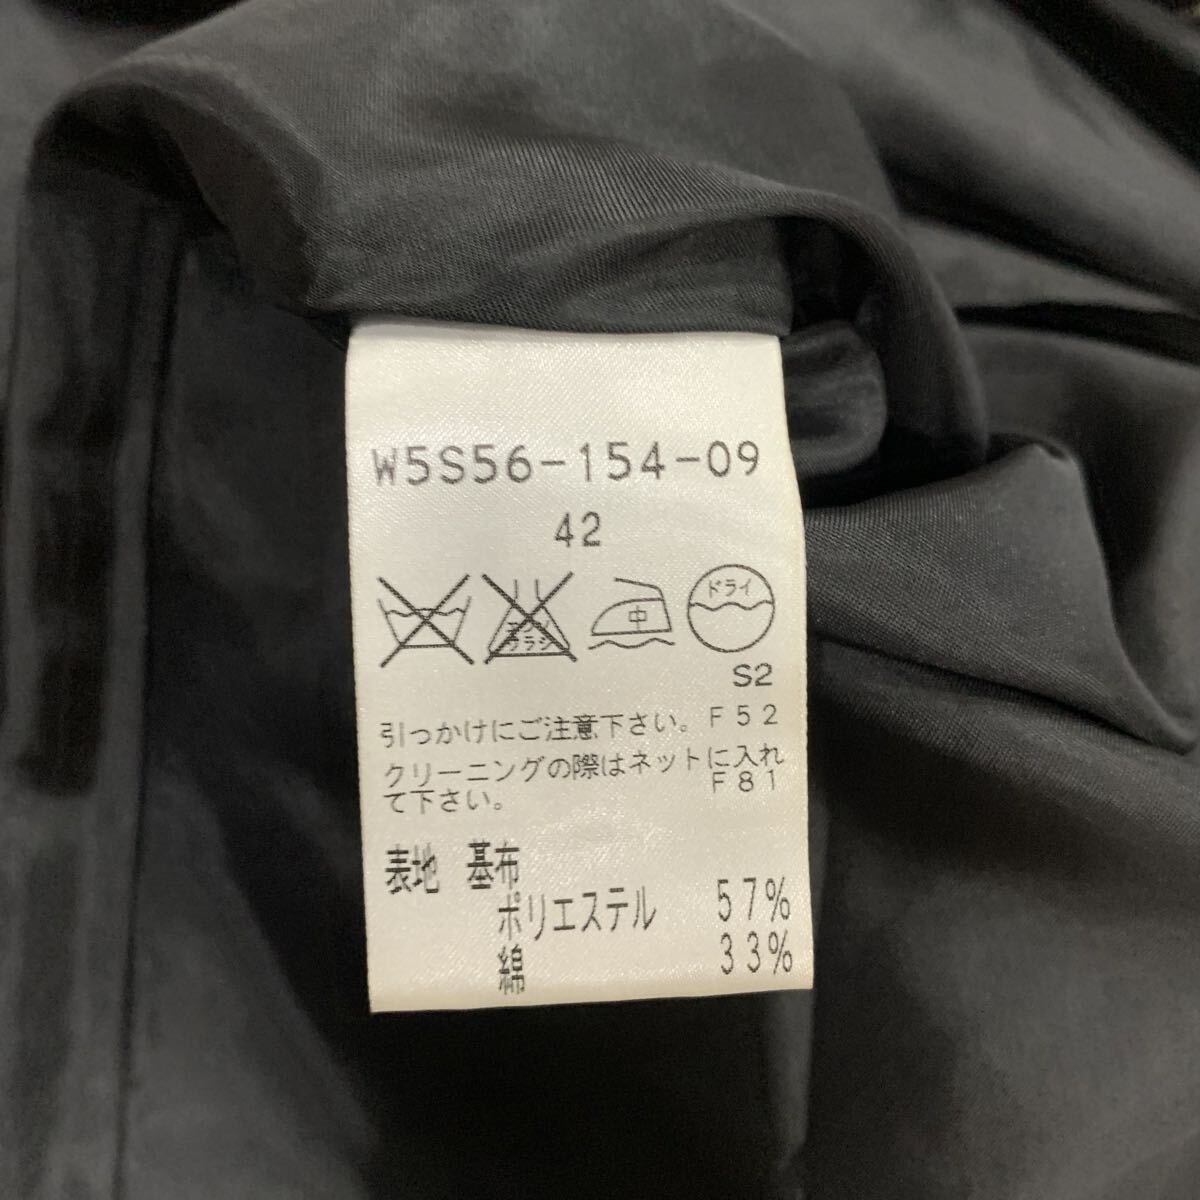 W5S56-154-09
42
エンソ
ブラシ
中
ドライ
S2
引っかけにご注意下さい。F52
クリーニングの際はネットに入れ
て下さい。 F81
表地 基布
ポリエステル 57%
綿 33%